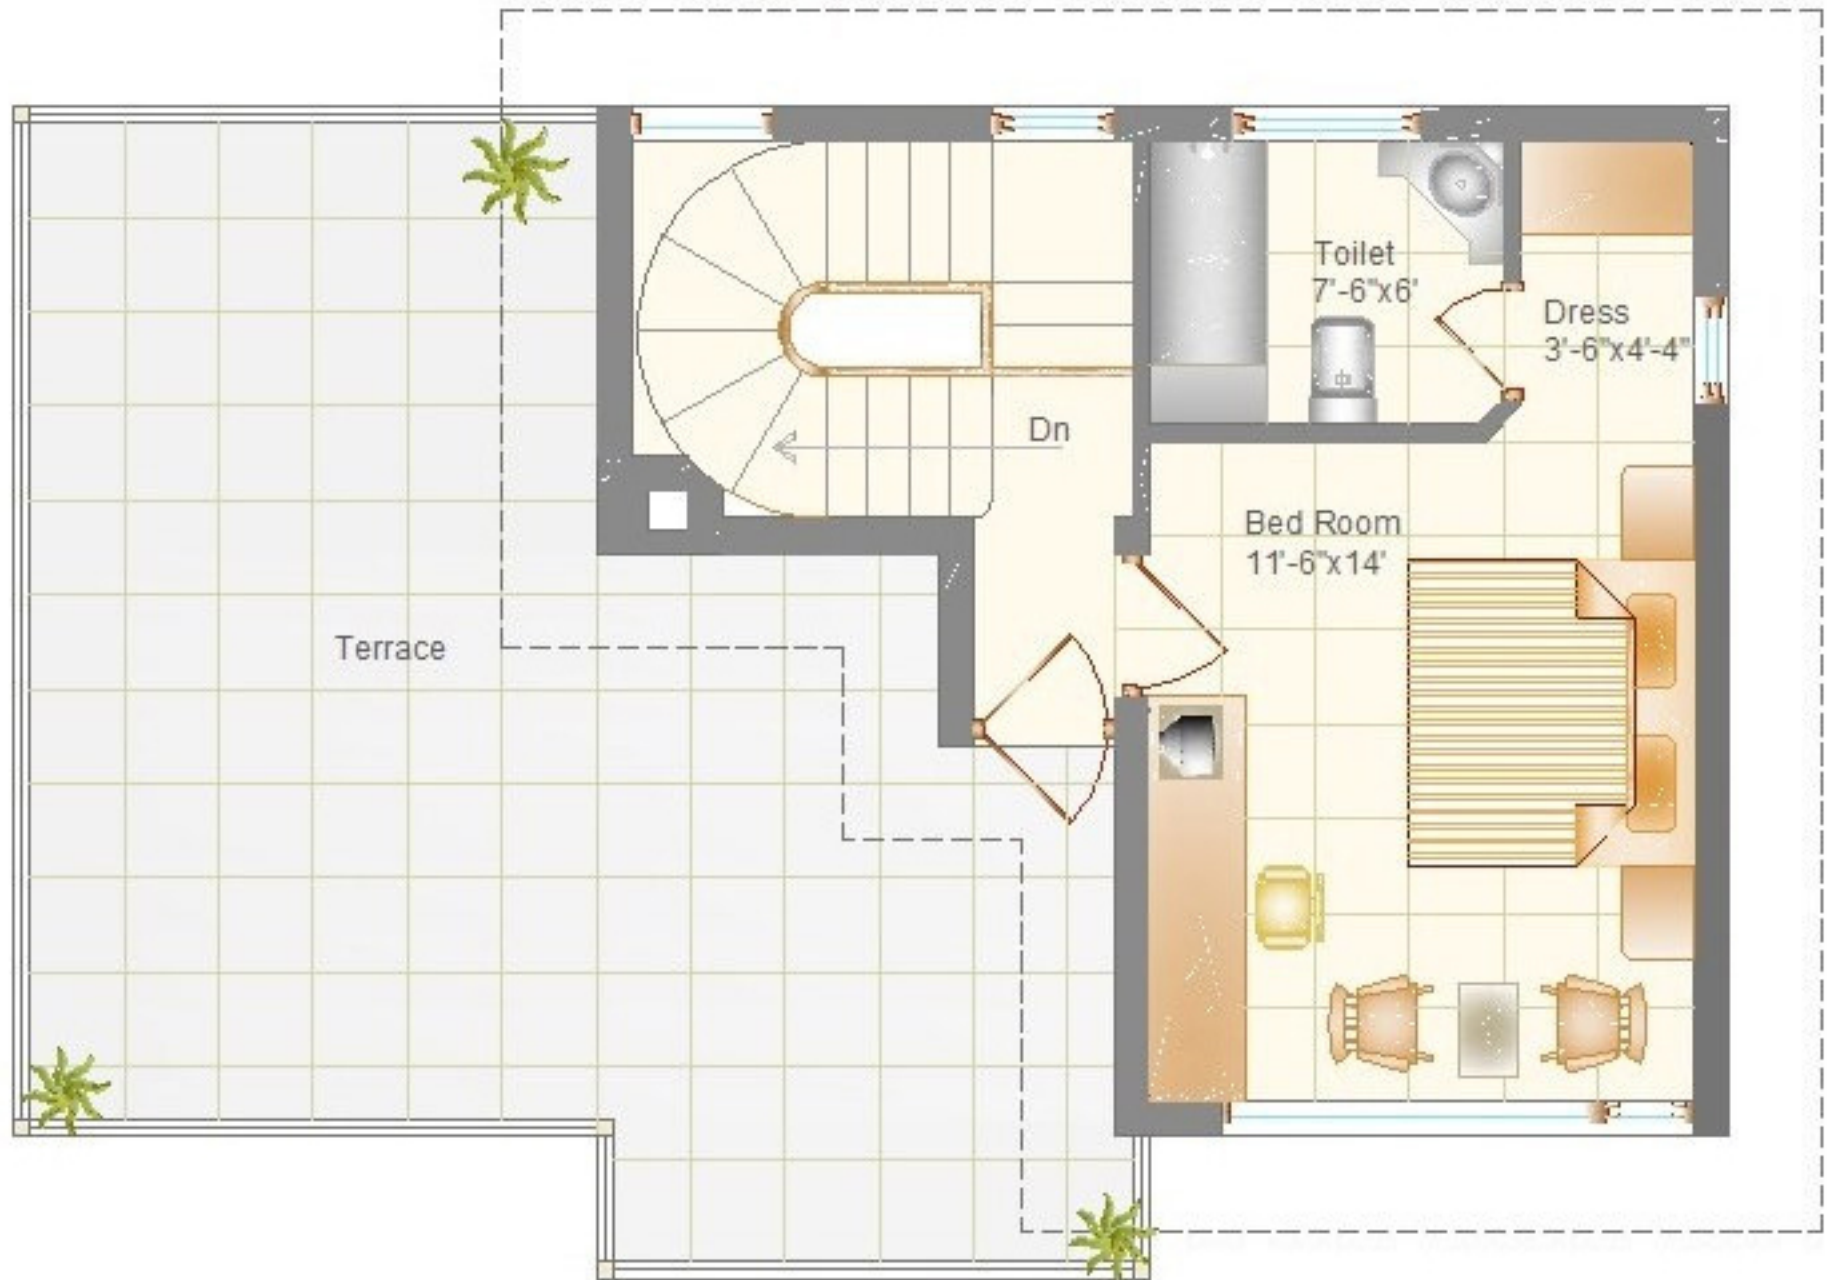 Toilet
7'-6"x6'
Dress
3'-6"x4'-4"
Dn
Bed Room
11'-6"x14'
Terrace